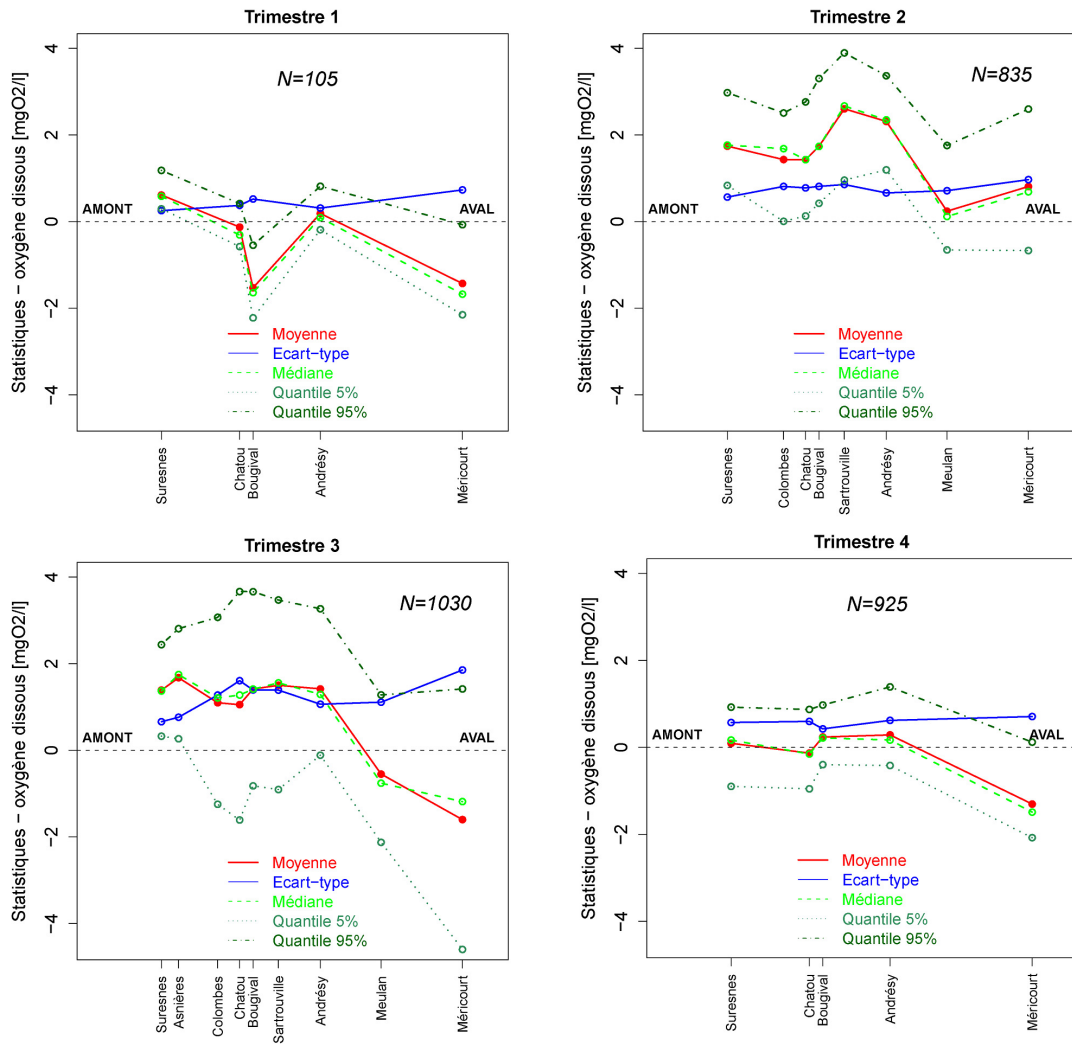 Trimestre 1
Statistiques − oxygène dissous [mgO2/l]
4
2
0
−2
−4
N=105
AMONT
AVAL
Moyenne
Ecart−type
Médiane
Quantile 5%
Quantile 95%
Suresnes
Chatou
Bougival
Andrésy
Méricourt
Trimestre 2
Statistiques − oxygène dissous [mgO2/l]
4
2
0
−2
−4
N=835
AMONT
AVAL
Moyenne
Ecart−type
Médiane
Quantile 5%
Quantile 95%
Suresnes
Colombes
Chatou
Bougival
Sartrouville
Andrésy
Meulan
Méricourt
Trimestre 3
Statistiques − oxygène dissous [mgO2/l]
4
2
0
−2
−4
N=1030
AMONT
AVAL
Moyenne
Ecart−type
Médiane
Quantile 5%
Quantile 95%
Suresnes
Asnières
Colombes
Chatou
Bougival
Sartrouville
Andrésy
Meulan
Méricourt
Trimestre 4
Statistiques − oxygène dissous [mgO2/l]
4
2
0
−2
−4
N=925
AMONT
AVAL
Moyenne
Ecart−type
Médiane
Quantile 5%
Quantile 95%
Suresnes
Chatou
Bougival
Andrésy
Méricourt